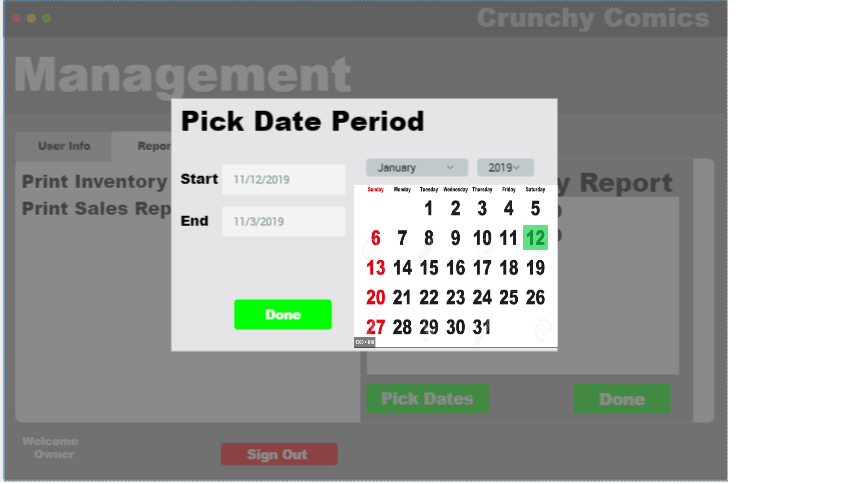 Crunchy Comics
Management
Pick Date Period
User Info
Repor
January
2019
Print Inventory
Start
11/12/2019
y Report
Sunday Monday Tuesday Wednesday Thursday Friday Saturday
Print Sales Rep
End
11/3/2019
1 2 3 4 5
6 7 8 9 10 11 12
13 14 15 16 17 18 19
20 21 22 23 24 25 26
27 28 29 30 31
Done
Pick Dates
Done
Welcome
Owner
Sign Out